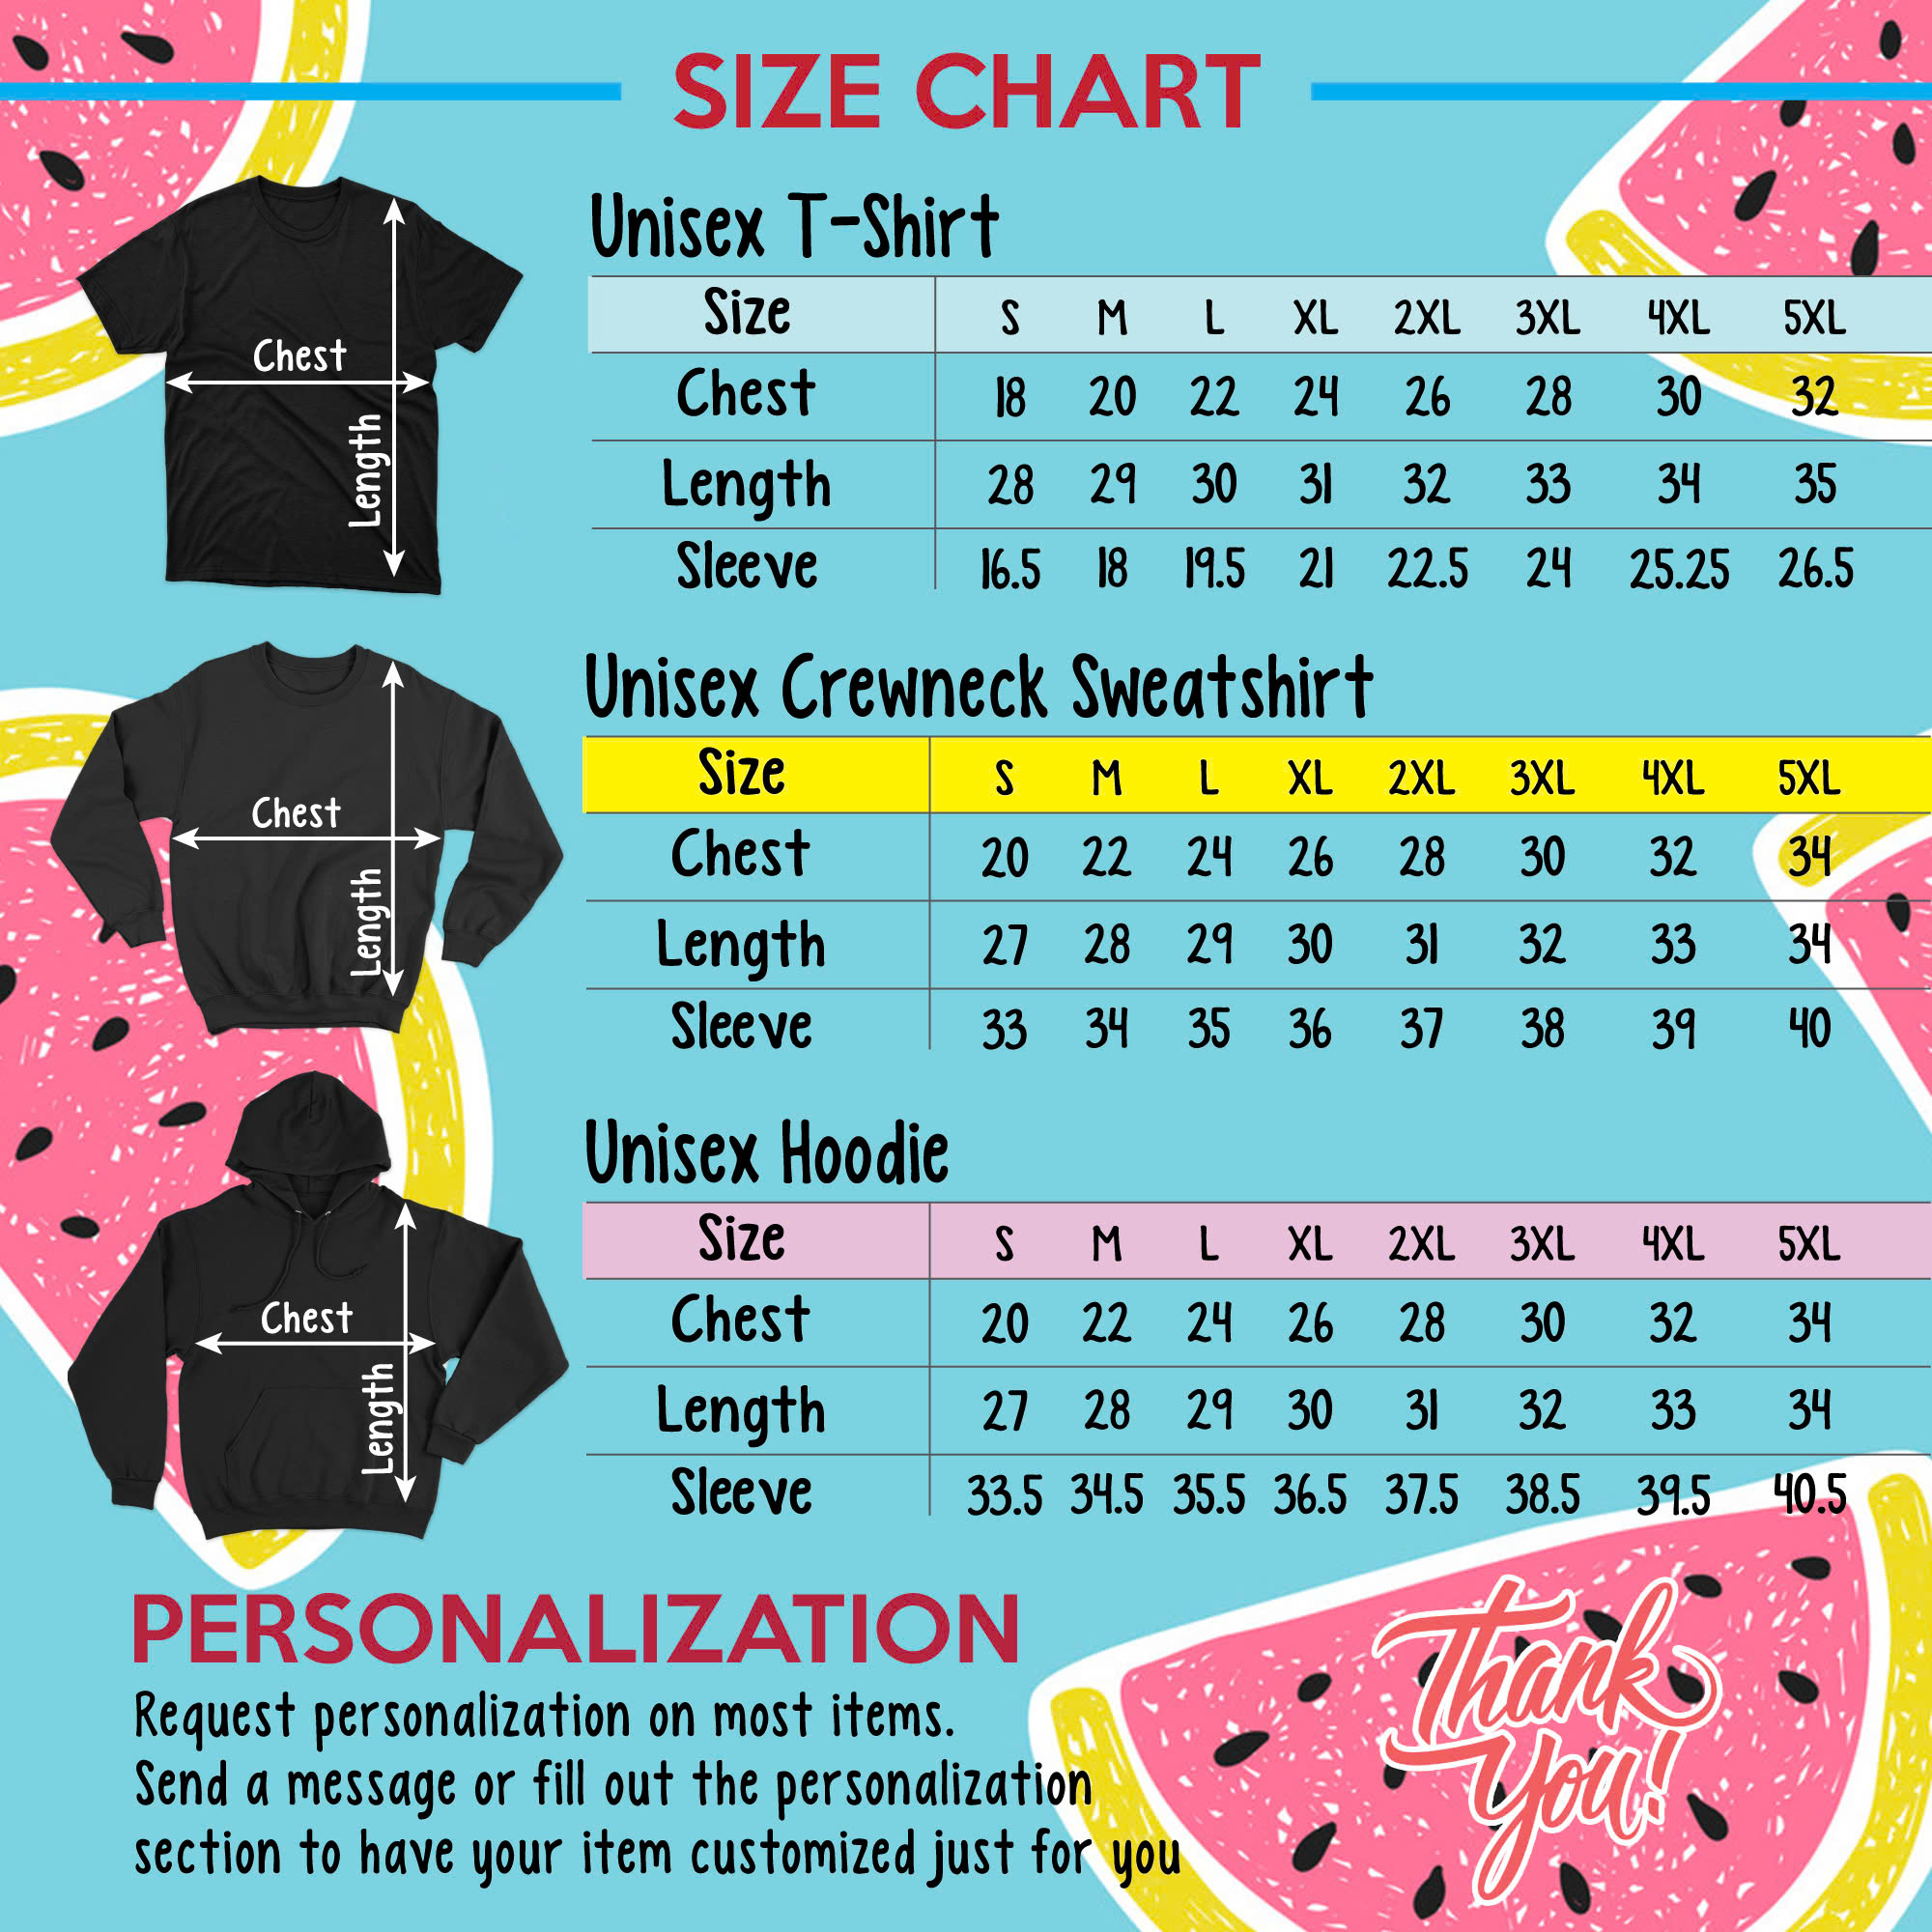 SIZE CHART
Unisex T-Shirt
Size S M L XL 2XL 3XL 4XL 5XL
Chest 18 20 22 24 26 28 30 32
Length 28 29 30 31 32 33 34 35
Sleeve 16.5 18 19.5 21 22.5 24 25.25 26.5
Chest
Length
Unisex Crewneck Sweatshirt
Size S M L XL 2XL 3XL 4XL 5XL
Chest 20 22 24 26 28 30 32 34
Length 27 28 29 30 31 32 33 34
Sleeve 33 34 35 36 37 38 39 40
Chest
Length
Unisex Hoodie
Size S M L XL 2XL 3XL 4XL 5XL
Chest 20 22 24 26 28 30 32 34
Length 27 28 29 30 31 32 33 34
Sleeve 33.5 34.5 35.5 36.5 37.5 38.5 39.5 40.5
Chest
Length
PERSONALIZATION
Request personalization on most items.
Send a message or fill out the personalization
section to have your item customized just for you
Thank
You!